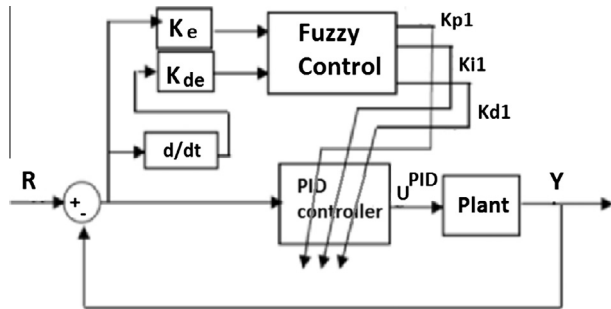 Ke
Kde
Fuzzy
Control
Kp1
Ki1
Kd1
d/dt
R
+
-
PID
controller
U PID
Plant
Y